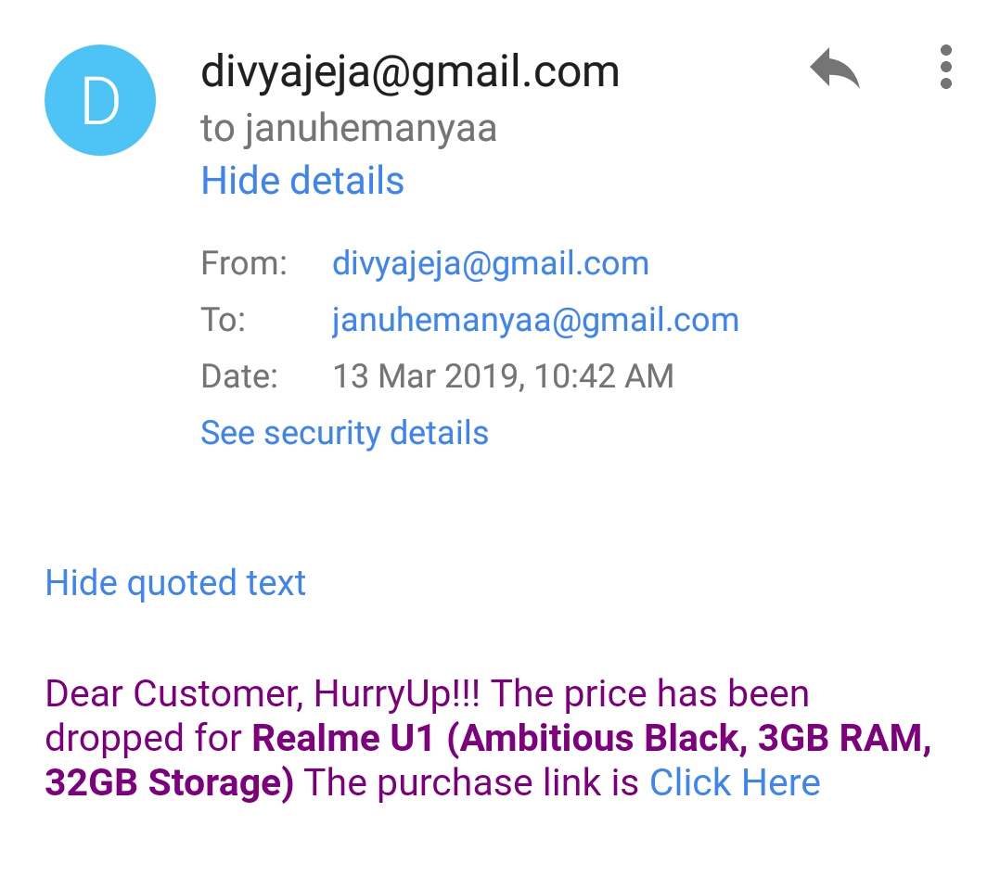 D
divyajeja@gmail.com
to januhemanyaa
Hide details
From: divyajeja@gmail.com
To: januhemanyaa@gmail.com
Date: 13 Mar 2019, 10:42 AM
See security details
Hide quoted text
Dear Customer, HurryUp!!! The price has been
dropped for Realme U1 (Ambitious Black, 3GB RAM,
32GB Storage) The purchase link is Click Here